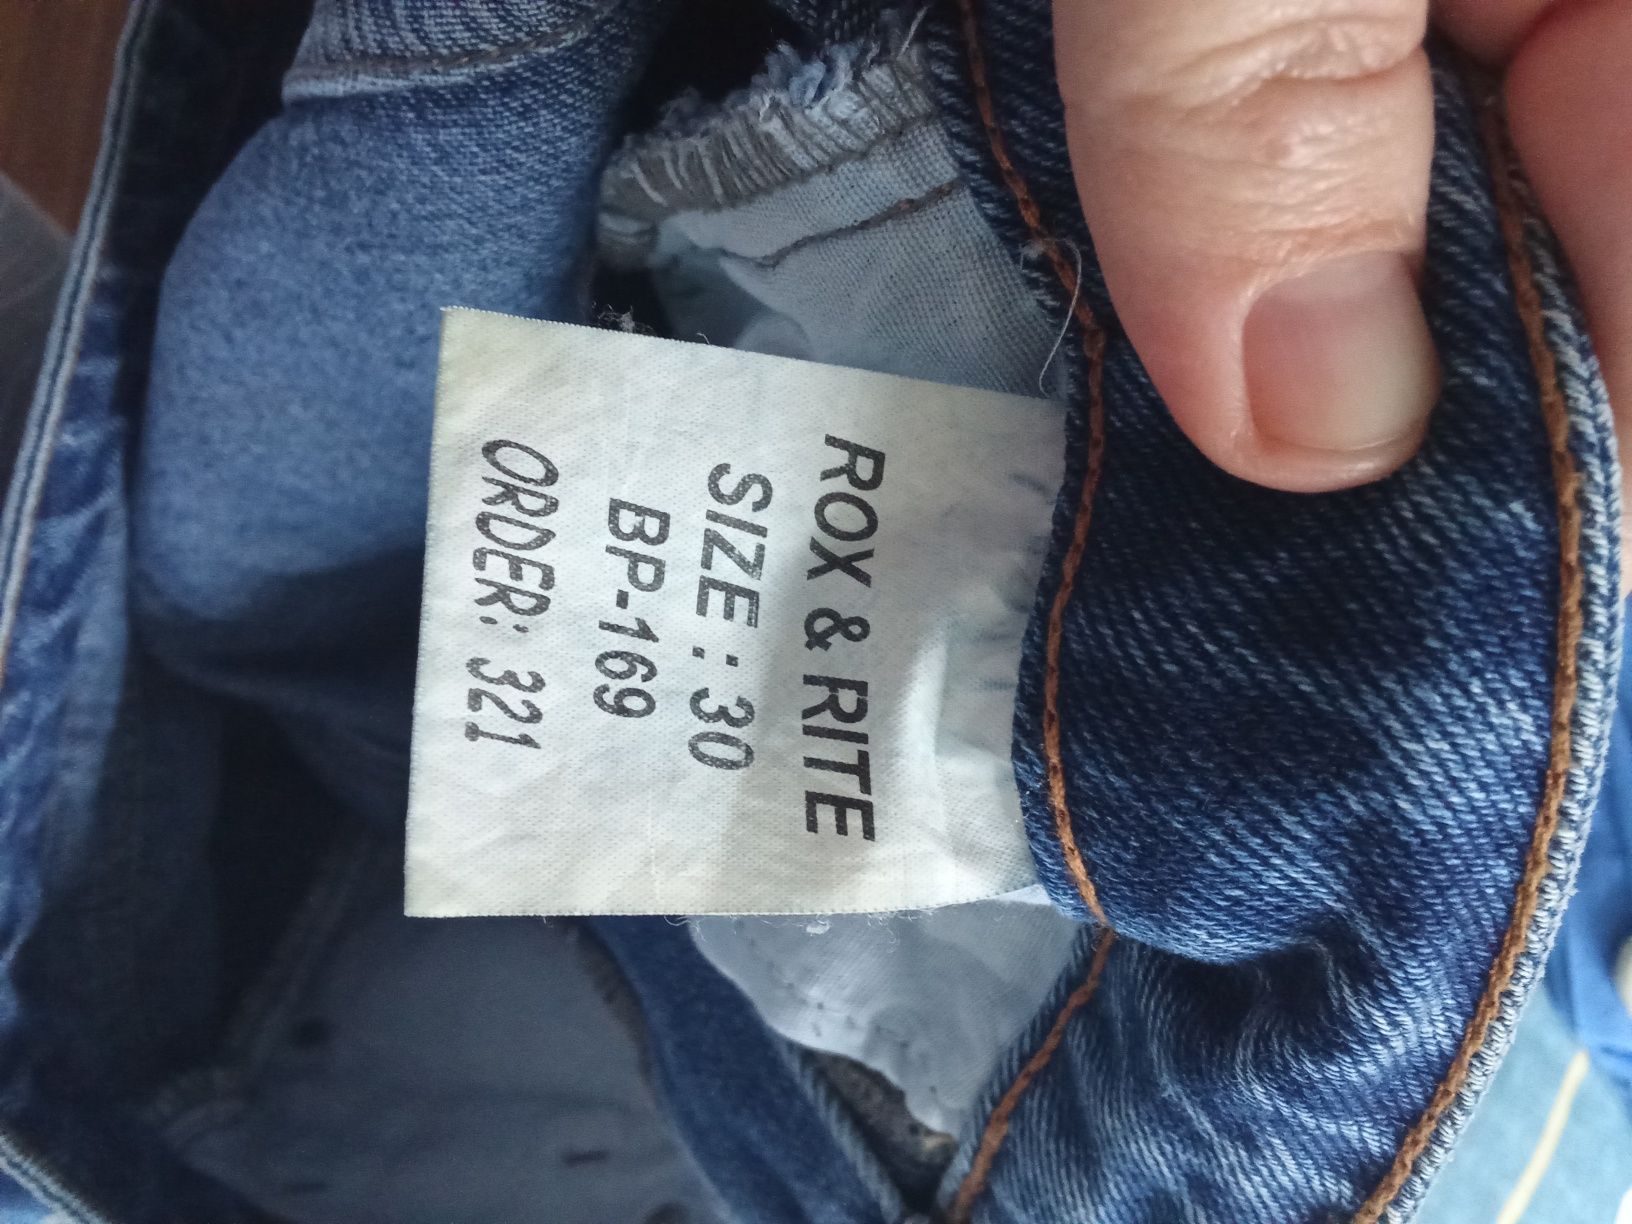 ROX & RITE
SIZE : 30
BP-169
ORDER: 321